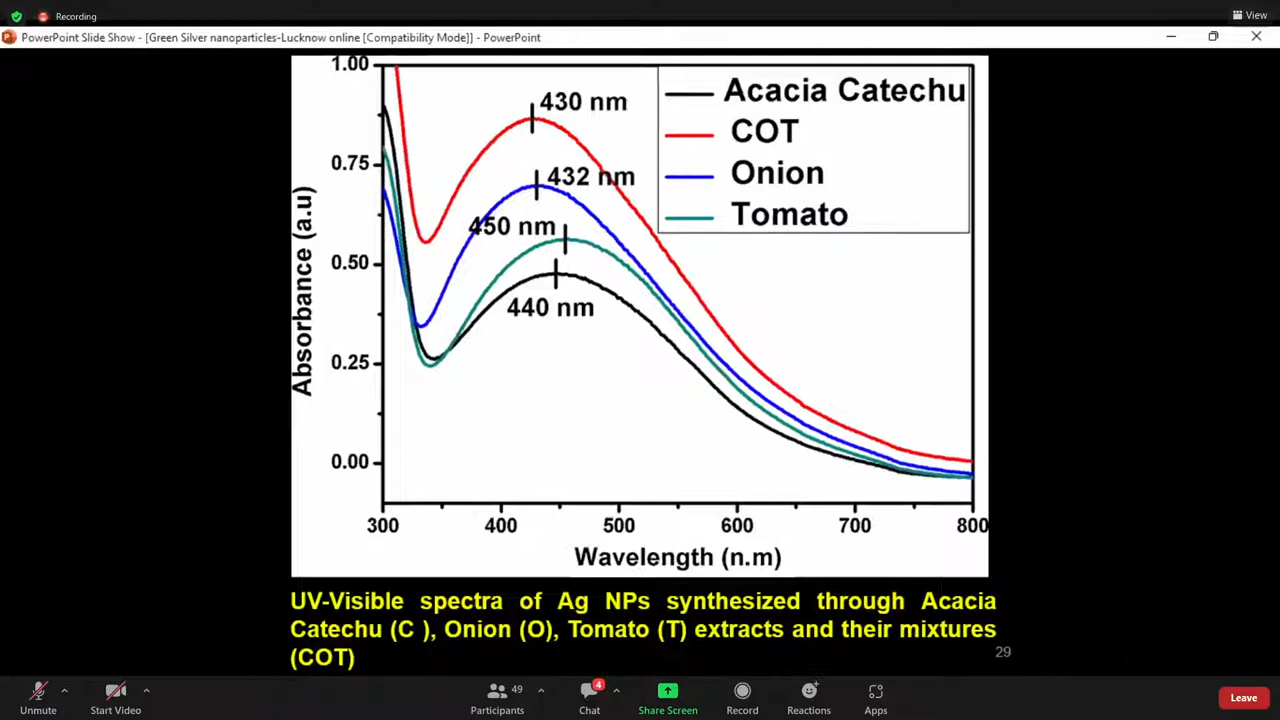 Recording
View
PowerPoint Slide Show - [Green Silver nanoparticles-Lucknow online [Compatibility Mode]] - PowerPoint
1.00
0.75
0.50
0.25
0.00
Absorbance (a.u)
430 nm
432 nm
450 nm
440 nm
Acacia Catechu
COT
Onion
Tomato
300 400 500 600 700 800
Wavelength (n.m)
UV-Visible spectra of Ag NPs synthesized through Acacia
Catechu (C ), Onion (O), Tomato (T) extracts and their mixtures
(COT)
29
49
4
Unmute Start Video Participants Chat Share Screen Record Reactions Apps Leave